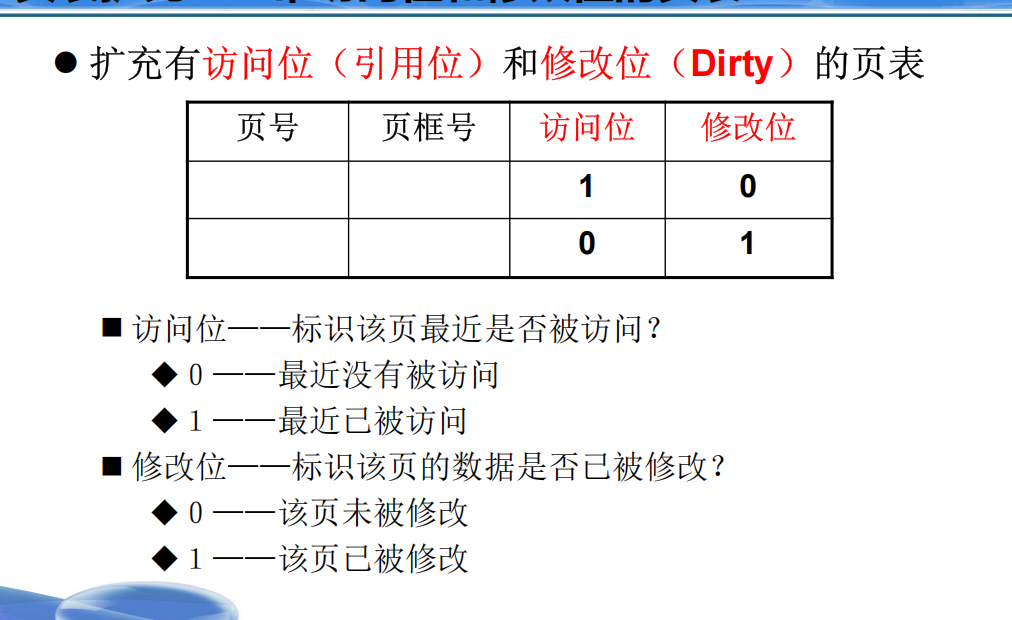 ● 扩充有访问位（引用位）和修改位（Dirty）的页表
页号 页框号 访问位 修改位
1 0
0 1
■ 访问位——标识该页最近是否被访问？
◆ 0 ——最近没有被访问
◆ 1 ——最近已被访问
■ 修改位——标识该页的数据是否已被修改？
◆ 0 ——该页未被修改
◆ 1 ——该页已被修改